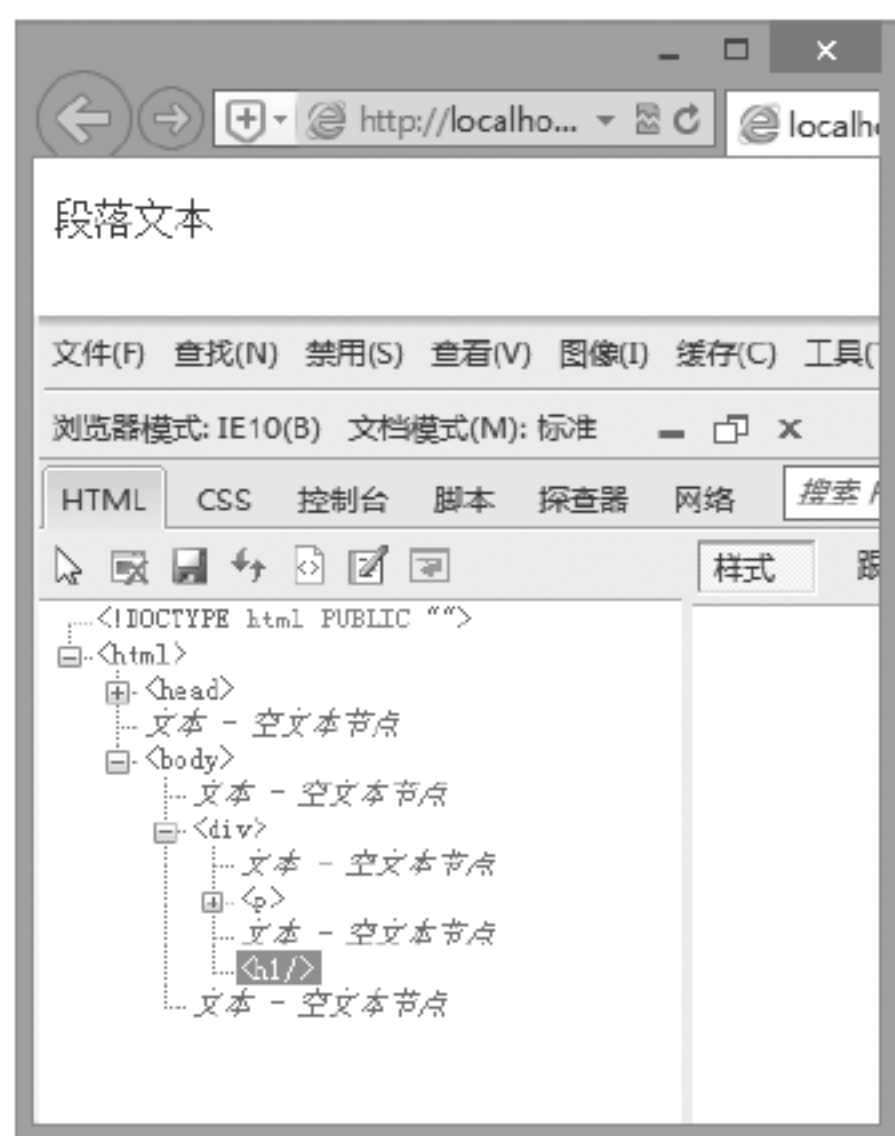 http://localho...
localh
段落文本
文件(F) 查找(N) 禁用(S) 查看(V) 图像(I) 缓存(C) 工具(
浏览器模式: IE10(B) 文档模式(M): 标准
HTML CSS 控制台 脚本 探查器 网络 搜索
样式 跟
<!DOCTYPE html PUBLIC "">
<html>
<head>
文本 - 空文本节点
<body>
文本 - 空文本节点
<div>
文本 - 空文本节点
<p>
文本 - 空文本节点
<h1/>
文本 - 空文本节点